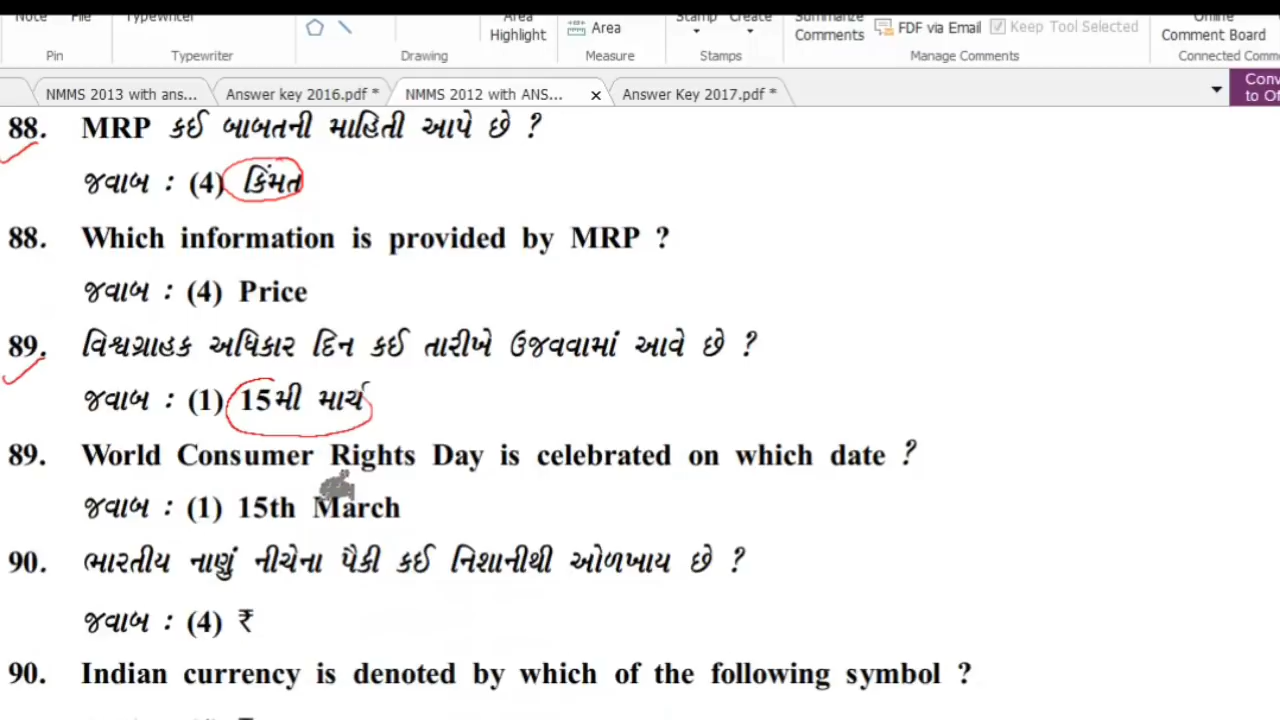 Note File Typewriter Area Highlight Area Stamp Create Summarize Comments FDF via Email Keep Tool Selected Online Comment Board
Pin Typewriter Drawing Measure Stamps Manage Comments Connected Comm
NMMS 2013 with ans... Answer key 2016.pdf * NMMS 2012 with ANS... x Answer Key 2017.pdf * Conv to Of
88. MRP કઈ બાબતની માહિતી આપે છે ?
જવાબ : (4) કિંમત
88. Which information is provided by MRP ?
જવાબ : (4) Price
89. વિશ્વગ્રાહક અધિકાર દિન કઈ તારીખે ઉજવવામાં આવે છે ?
જવાબ : (1) 15મી માર્ચ
89. World Consumer Rights Day is celebrated on which date ?
જવાબ : (1) 15th March
90. ભારતીય નાણું નીચેના પૈકી કઈ નિશાનીથી ઓળખાય છે ?
જવાબ : (4) ₹
90. Indian currency is denoted by which of the following symbol ?